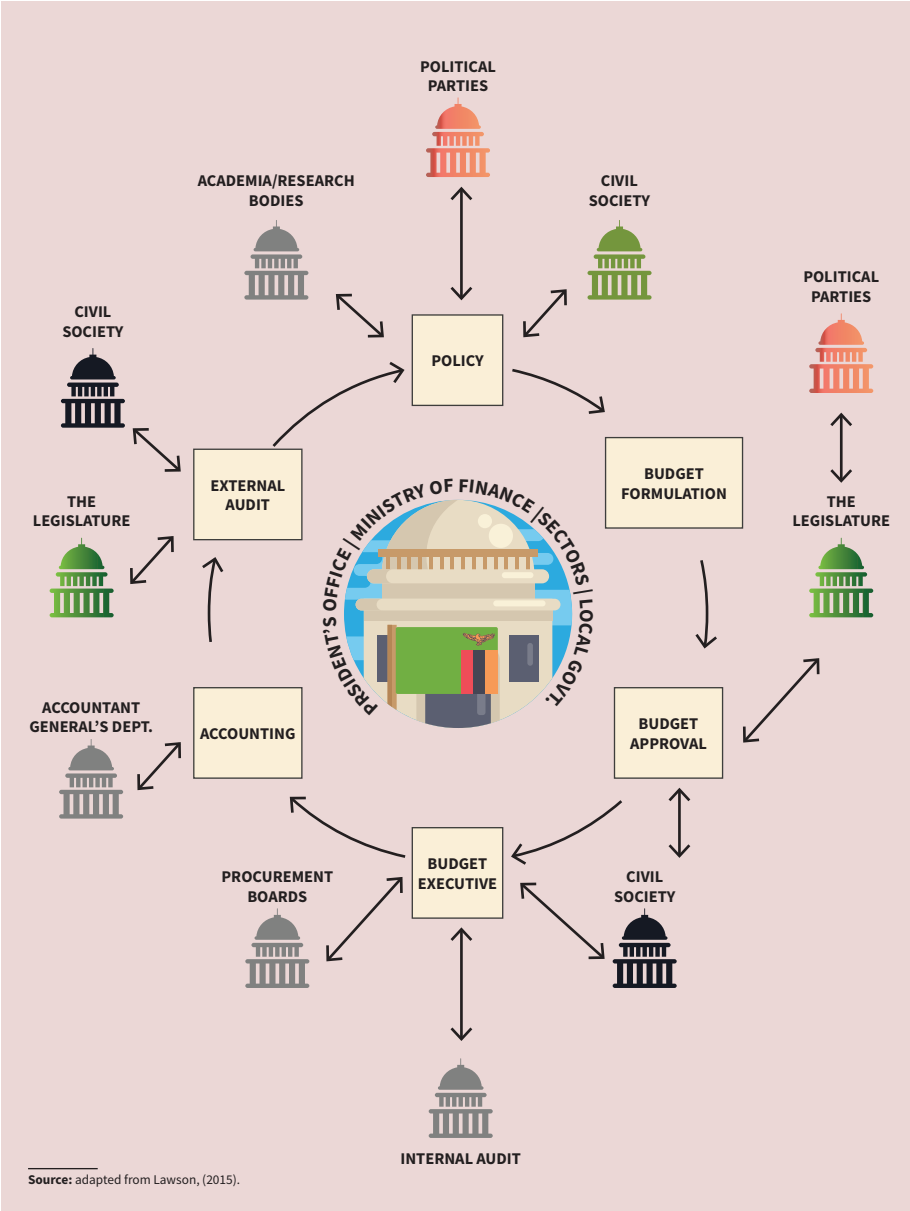 POLITICAL
PARTIES
ACADEMIA/RESEARCH
BODIES
CIVIL
SOCIETY
POLITICAL
PARTIES
CIVIL
SOCIETY
POLICY
EXTERNAL
AUDIT
BUDGET
FORMULATION
THE
LEGISLATURE
THE
LEGISLATURE
PRSIDENT'S OFFICE | MINISTRY OF FINANCE |SECTORS | LOCAL GOVT.
ACCOUNTANT
GENERAL'S DEPT.
ACCOUNTING
BUDGET
APPROVAL
BUDGET
EXECUTIVE
PROCUREMENT
BOARDS
CIVIL
SOCIETY
INTERNAL AUDIT
Source: adapted from Lawson, (2015).